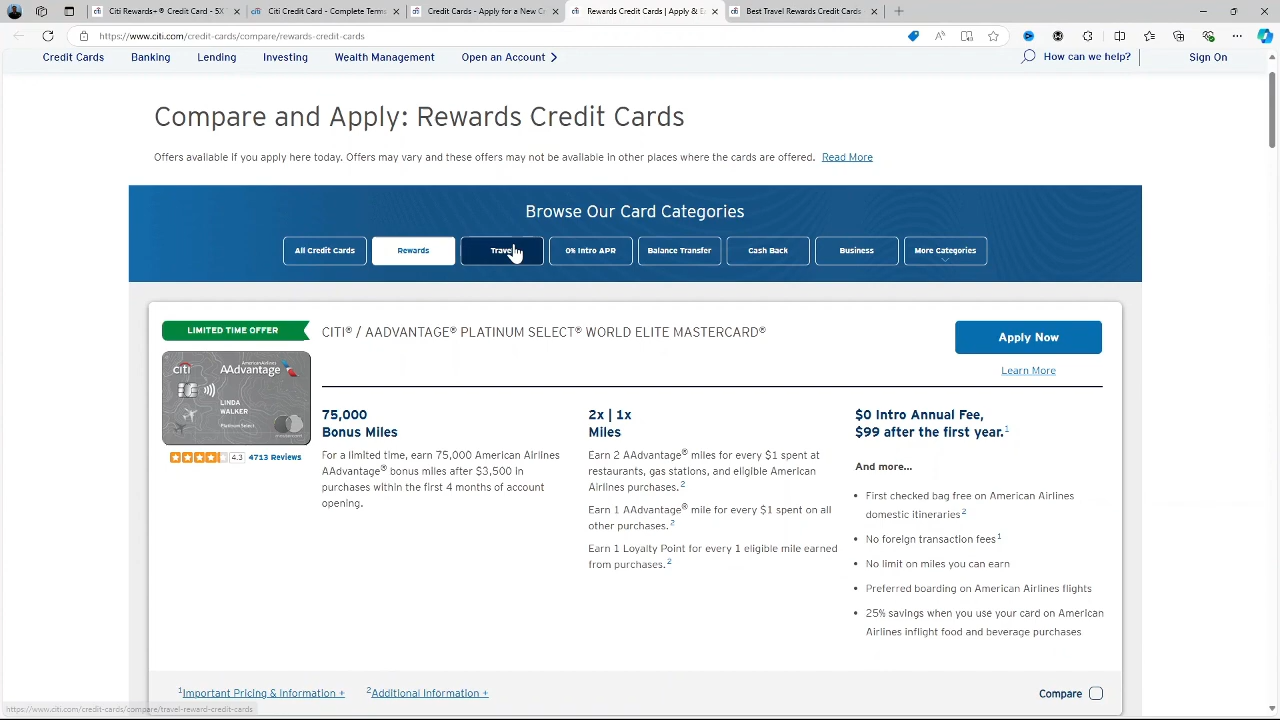 Citi Rewards+® Credit Card - 5X
Citi Credit Card - Complete Terms
Credit Cards - Apply for a New C
Rewards Credit Cards | Apply & E
Best Travel Rewards Credit Cards
https://www.citi.com/credit-cards/compare/rewards-credit-cards
Credit Cards
Banking
Lending
Investing
Wealth Management
Open an Account
How can we help?
Sign On
Compare and Apply: Rewards Credit Cards
Offers available if you apply here today. Offers may vary and these offers may not be available in other places where the cards are offered. Read More
Browse Our Card Categories
All Credit Cards
Rewards
Travel
0% Intro APR
Balance Transfer
Cash Back
Business
More Categories
LIMITED TIME OFFER
CITI® / AADVANTAGE® PLATINUM SELECT® WORLD ELITE MASTERCARD®
Apply Now
Learn More
citi
AmericanAirlines
AAdvantage
LINDA
WALKER
Platinum Select
4.3
4713 Reviews
75,000
Bonus Miles
For a limited time, earn 75,000 American Airlines
AAdvantage® bonus miles after $3,500 in
purchases within the first 4 months of account
opening.
2x | 1x
Miles
Earn 2 AAdvantage® miles for every $1 spent at
restaurants, gas stations, and eligible American
Airlines purchases.2
Earn 1 AAdvantage® mile for every $1 spent on all
other purchases.2
Earn 1 Loyalty Point for every 1 eligible mile earned
from purchases.2
$0 Intro Annual Fee,
$99 after the first year.1
And more...
• First checked bag free on American Airlines
domestic itineraries2
• No foreign transaction fees1
• No limit on miles you can earn
• Preferred boarding on American Airlines flights
• 25% savings when you use your card on American
Airlines inflight food and beverage purchases
1Important Pricing & Information +
2Additional Information +
Compare
https://www.citi.com/credit-cards/compare/travel-reward-credit-cards